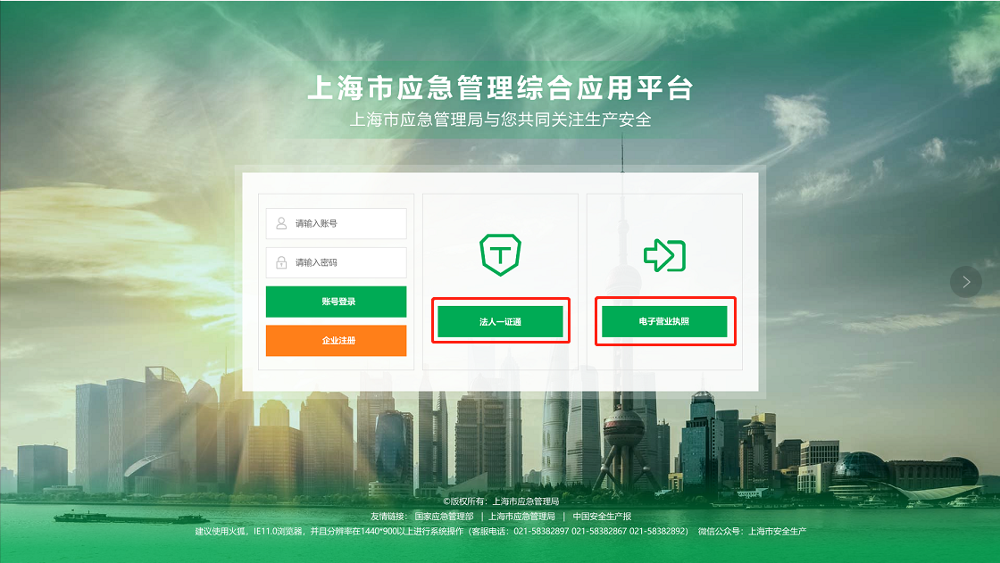 上海市应急管理综合应用平台
上海市应急管理局与您共同关注生产安全
请输入账号
请输入密码
账号登录
企业注册
法人一证通
电子营业执照
©版权所有：上海市应急管理局
友情链接： 国家应急管理部 | 上海市应急管理局 | 中国安全生产报
建议使用火狐，IE11.0浏览器，并且分辨率在1440*900以上进行系统操作（客服电话：021-58382897 021-58382867 021-58382892） 微信公众号：上海市安全生产